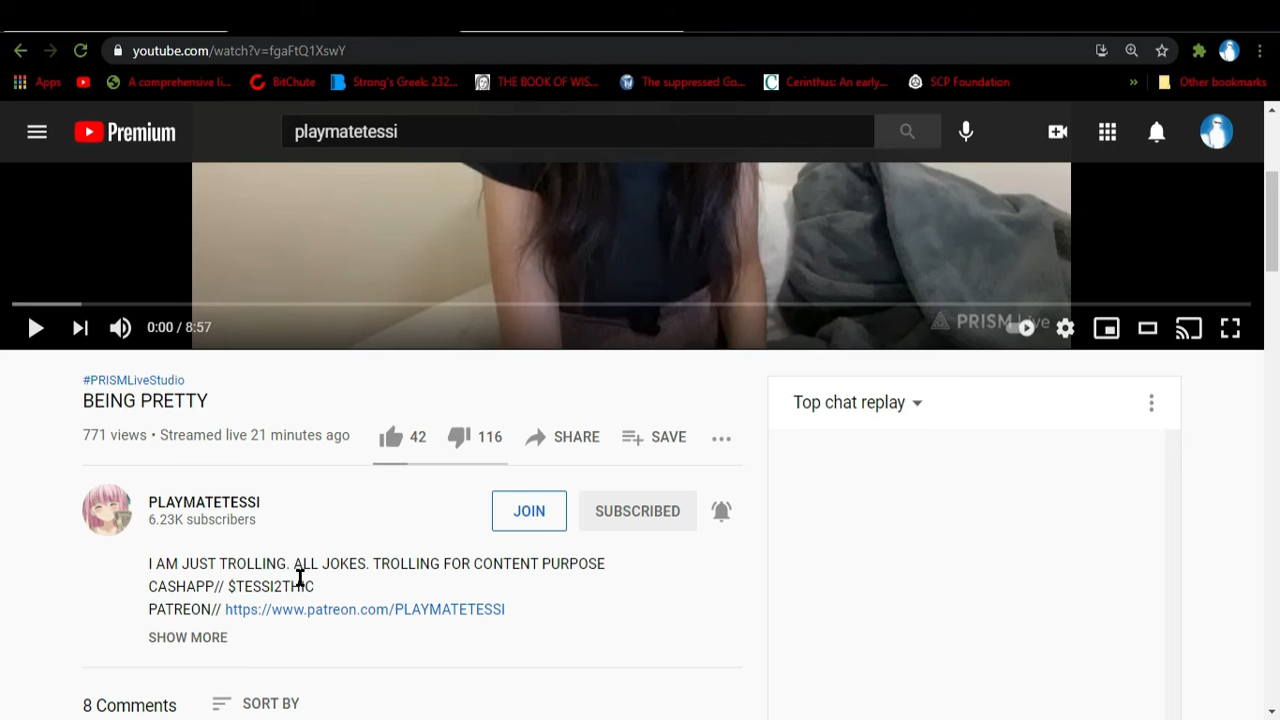 youtube.com/watch?v=fgaFtQ1XswY
Apps
A comprehensive li...
BitChute
Strong's Greek: 232...
THE BOOK OF WIS...
The suppressed Go...
Cerinthus: An early...
SCP Foundation
»
Other bookmarks
Premium
playmatetessi
PRISM Live
0:00 / 8:57
#PRISMLiveStudio
BEING PRETTY
771 views • Streamed live 21 minutes ago
42
116
SHARE
SAVE
Top chat replay
PLAYMATETESSI
6.23K subscribers
JOIN
SUBSCRIBED
I AM JUST TROLLING. ALL JOKES. TROLLING FOR CONTENT PURPOSE
CASHAPP// $TESSI2THIC
PATREON// https://www.patreon.com/PLAYMATETESSI
SHOW MORE
8 Comments
SORT BY